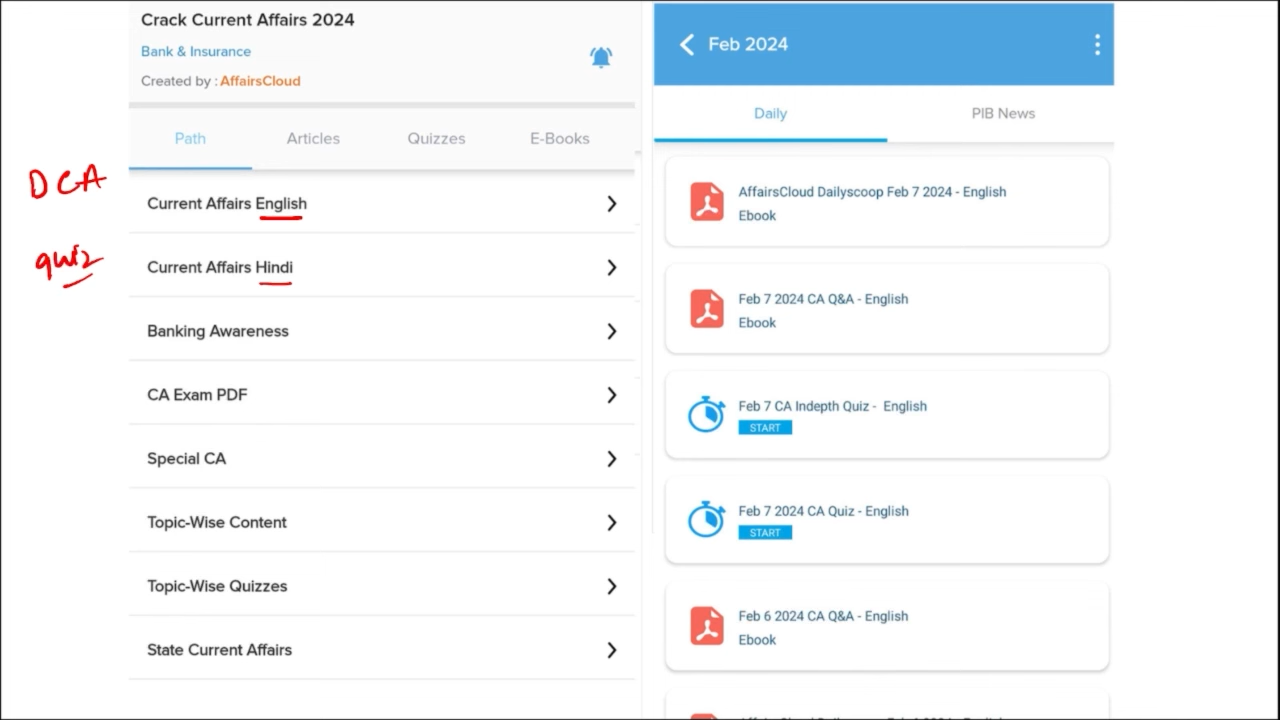 Crack Current Affairs 2024
Bank & Insurance
Created by : AffairsCloud
Path Articles Quizzes E-Books
DCA
Current Affairs English
quiz
Current Affairs Hindi
Banking Awareness
CA Exam PDF
Special CA
Topic-Wise Content
Topic-Wise Quizzes
State Current Affairs
Feb 2024
Daily PIB News
AffairsCloud Dailyscoop Feb 7 2024 - English
Ebook
Feb 7 2024 CA Q&A - English
Ebook
Feb 7 CA Indepth Quiz - English
START
Feb 7 2024 CA Quiz - English
START
Feb 6 2024 CA Q&A - English
Ebook